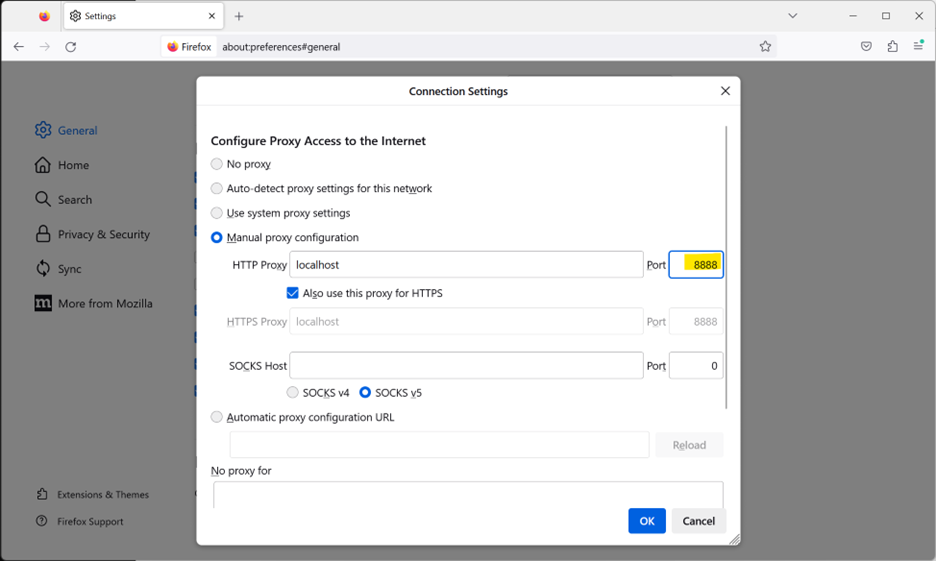 Settings
Firefox about:preferences#general
Connection Settings
General
Home
Search
Privacy & Security
Sync
m More from Mozilla
Extensions & Themes
Firefox Support
Configure Proxy Access to the Internet
No proxy
Auto-detect proxy settings for this network
Use system proxy settings
Manual proxy configuration
HTTP Proxy localhost Port 8888
Also use this proxy for HTTPS
HTTPS Proxy localhost Port 8888
SOCKS Host Port 0
SOCKS v4 SOCKS v5
Automatic proxy configuration URL
Reload
No proxy for
OK Cancel